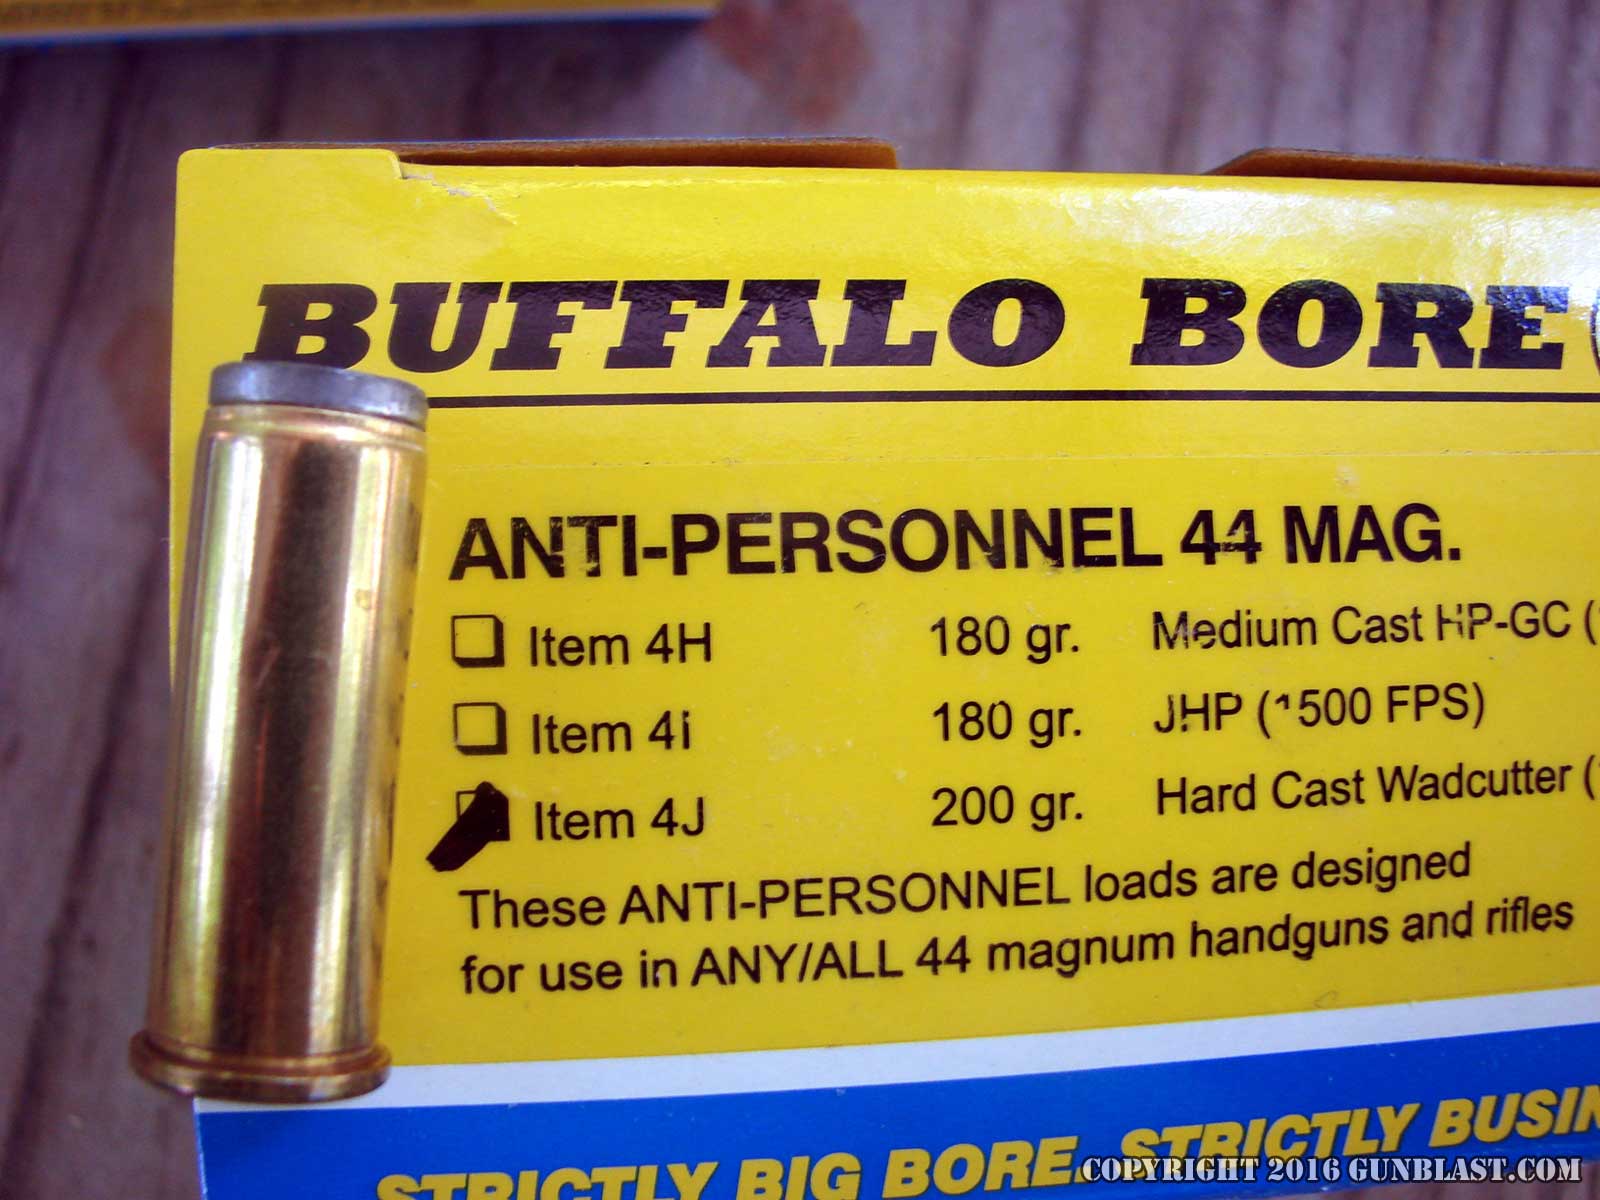 BUFFALO BORE
ANTI-PERSONNEL 44 MAG.
Item 4H 180 gr. Medium Cast HP-GC (
Item 4i 180 gr. JHP (1500 FPS)
Item 4J 200 gr. Hard Cast Wadcutter (
These ANTI-PERSONNEL loads are designed
for use in ANY/ALL 44 magnum handguns and rifles
STRICTLY BIG BORE. STRICTLY BUSIN
COPYRIGHT 2016 GUNBLAST.COM